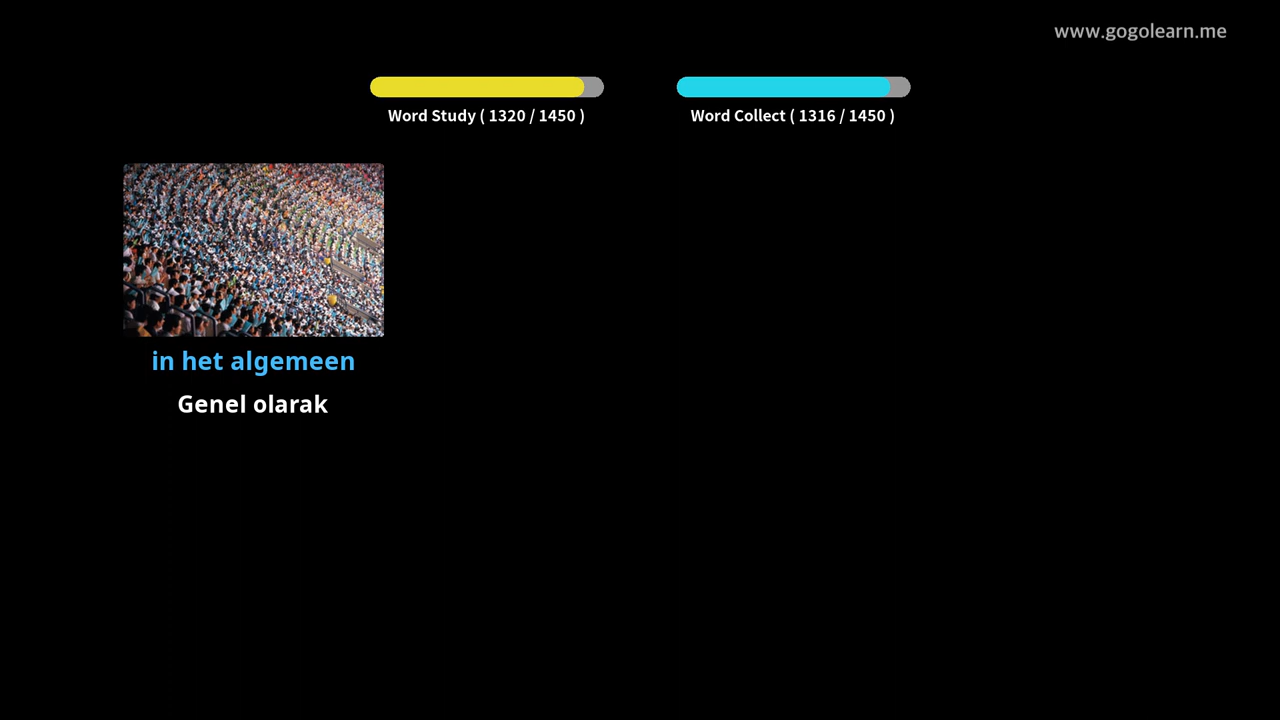 www.gogolearn.me
Word Study ( 1320 / 1450 )
Word Collect ( 1316 / 1450 )
in het algemeen
Genel olarak